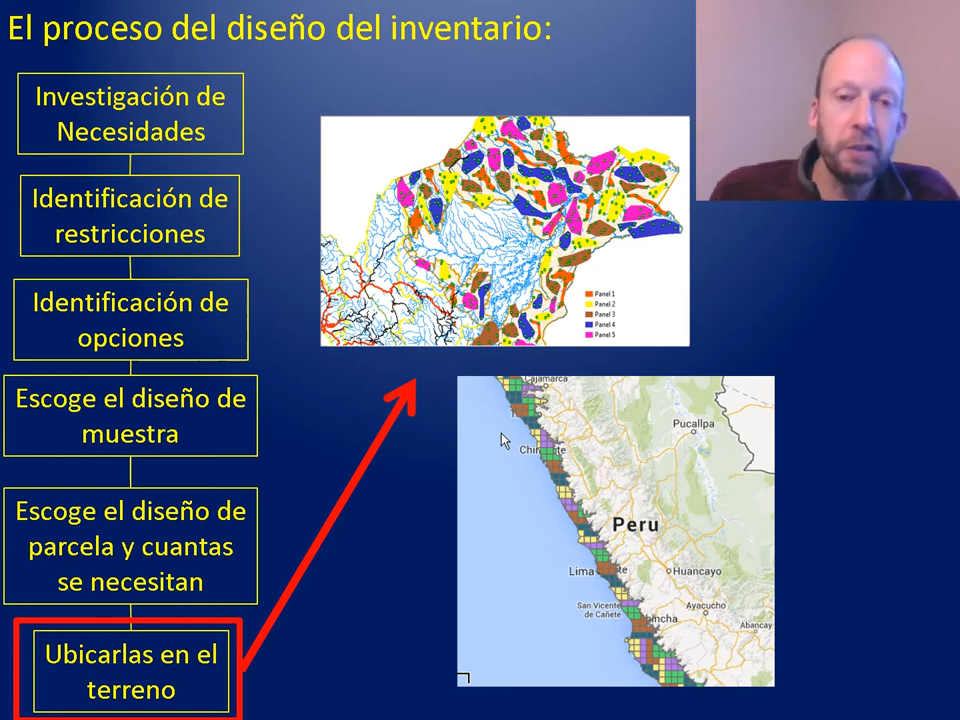 El proceso del diseño del inventario:
Investigación de
Necesidades
Identificación de
restricciones
Identificación de
opciones
Escoge el diseño de
muestra
Escoge el diseño de
parcela y cuantas
se necesitan
Ubicarlas en el
terreno
Panel 1
Panel 2
Panel 3
Panel 4
Panel 5
Cajamarca
Pucallpa
Peru
Lima
Huancayo
San Vicente
de Cañete
Ayacucho
Abancay